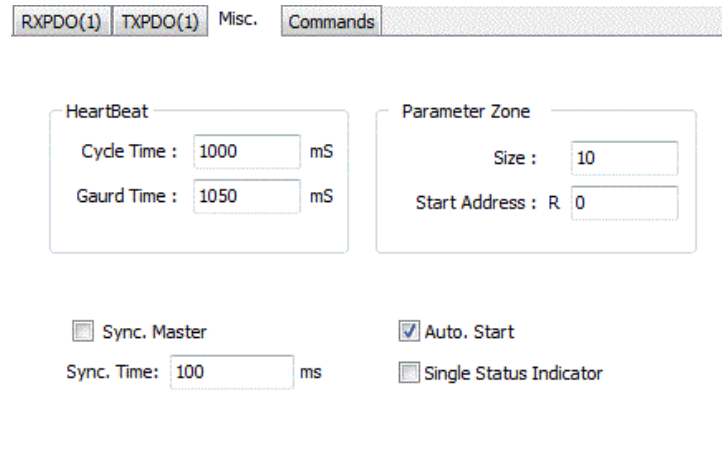 RXPDO(1) TXPDO(1) Misc. Commands
HeartBeat
Cycle Time : 1000 mS
Gaurd Time : 1050 mS
Parameter Zone
Size : 10
Start Address : R 0
Sync. Master
Sync. Time: 100 ms
Auto. Start
Single Status Indicator